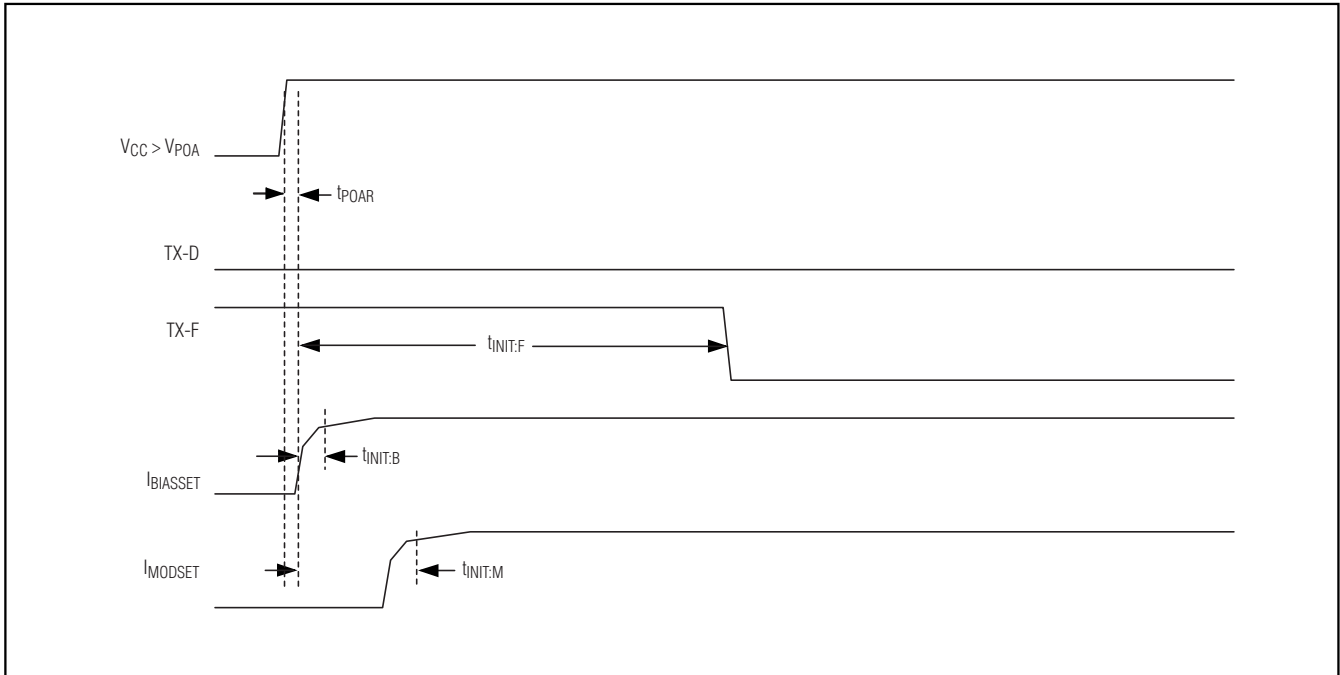 VCC > VPOA
tPOAR
TX-D
TX-F
tINIT:F
tINIT:B
IBIASSET
IMODSET
tINIT:M